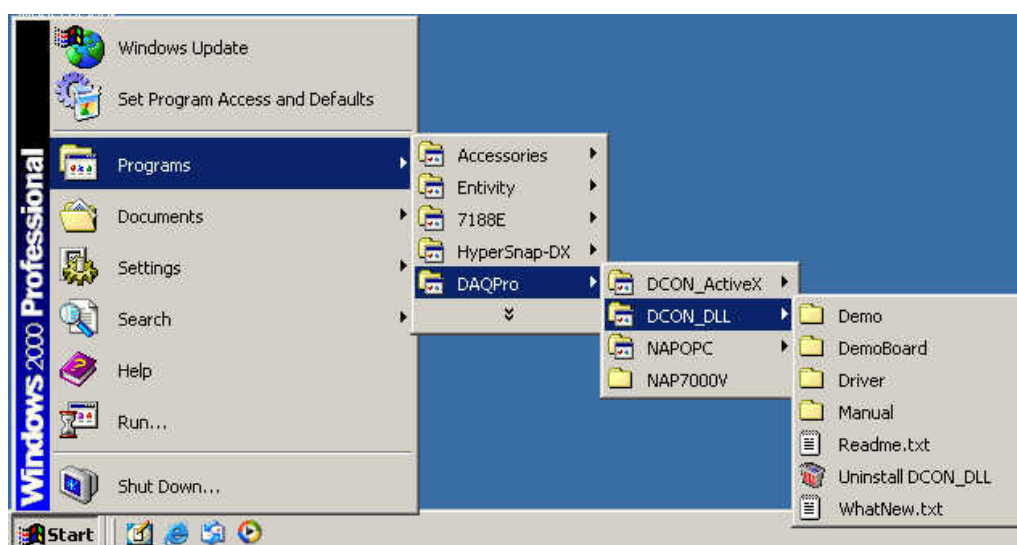 Windows Update
Set Program Access and Defaults
Programs
Documents
Settings
Search
Help
Run...
Shut Down...
Windows 2000 Professional
Accessories
Entivity
7188E
HyperSnap-DX
DAQPro
DCON_ActiveX
DCON_DLL
NAPOPC
NAP7000V
Demo
DemoBoard
Driver
Manual
Readme.txt
Uninstall DCON_DLL
WhatNew.txt
Start